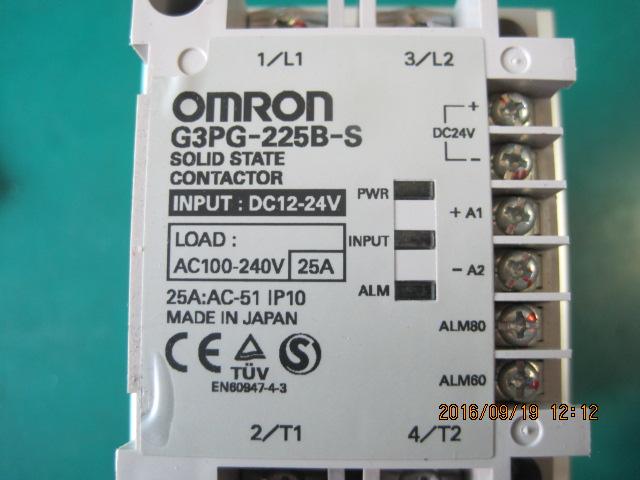 1/L1 3/L2
OMRON
G3PG-225B-S
SOLID STATE
CONTACTOR
INPUT : DC12-24V
LOAD :
AC100-240V 25A
25A:AC-51 IP10
MADE IN JAPAN
CE TÜV S
EN60947-4-3
PWR
INPUT
ALM
+
DC24V
-
+ A1
- A2
ALM80
ALM60
2/T1 4/T2
2016/09/19 12:12